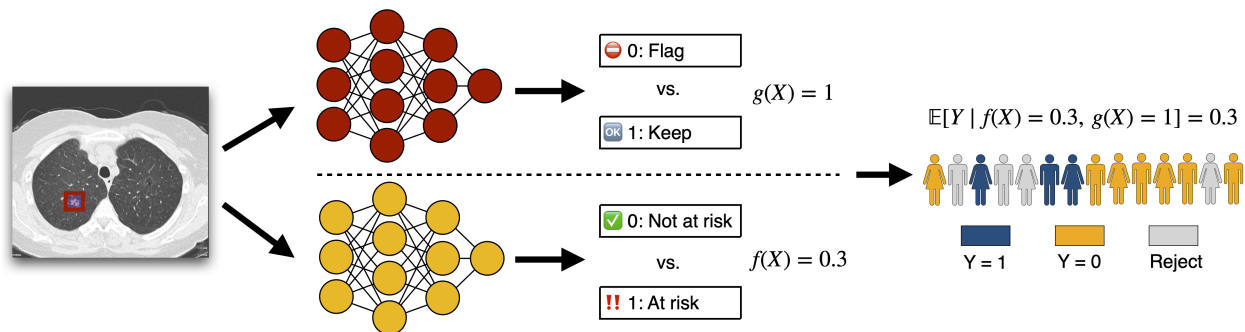 ⛔ 0: Flag
vs.
g(X) = 1
🆗 1: Keep
✅ 0: Not at risk
vs.
f(X) = 0.3
‼️ 1: At risk
𝔼[Y | f(X) = 0.3, g(X) = 1] = 0.3
Y = 1
Y = 0
Reject